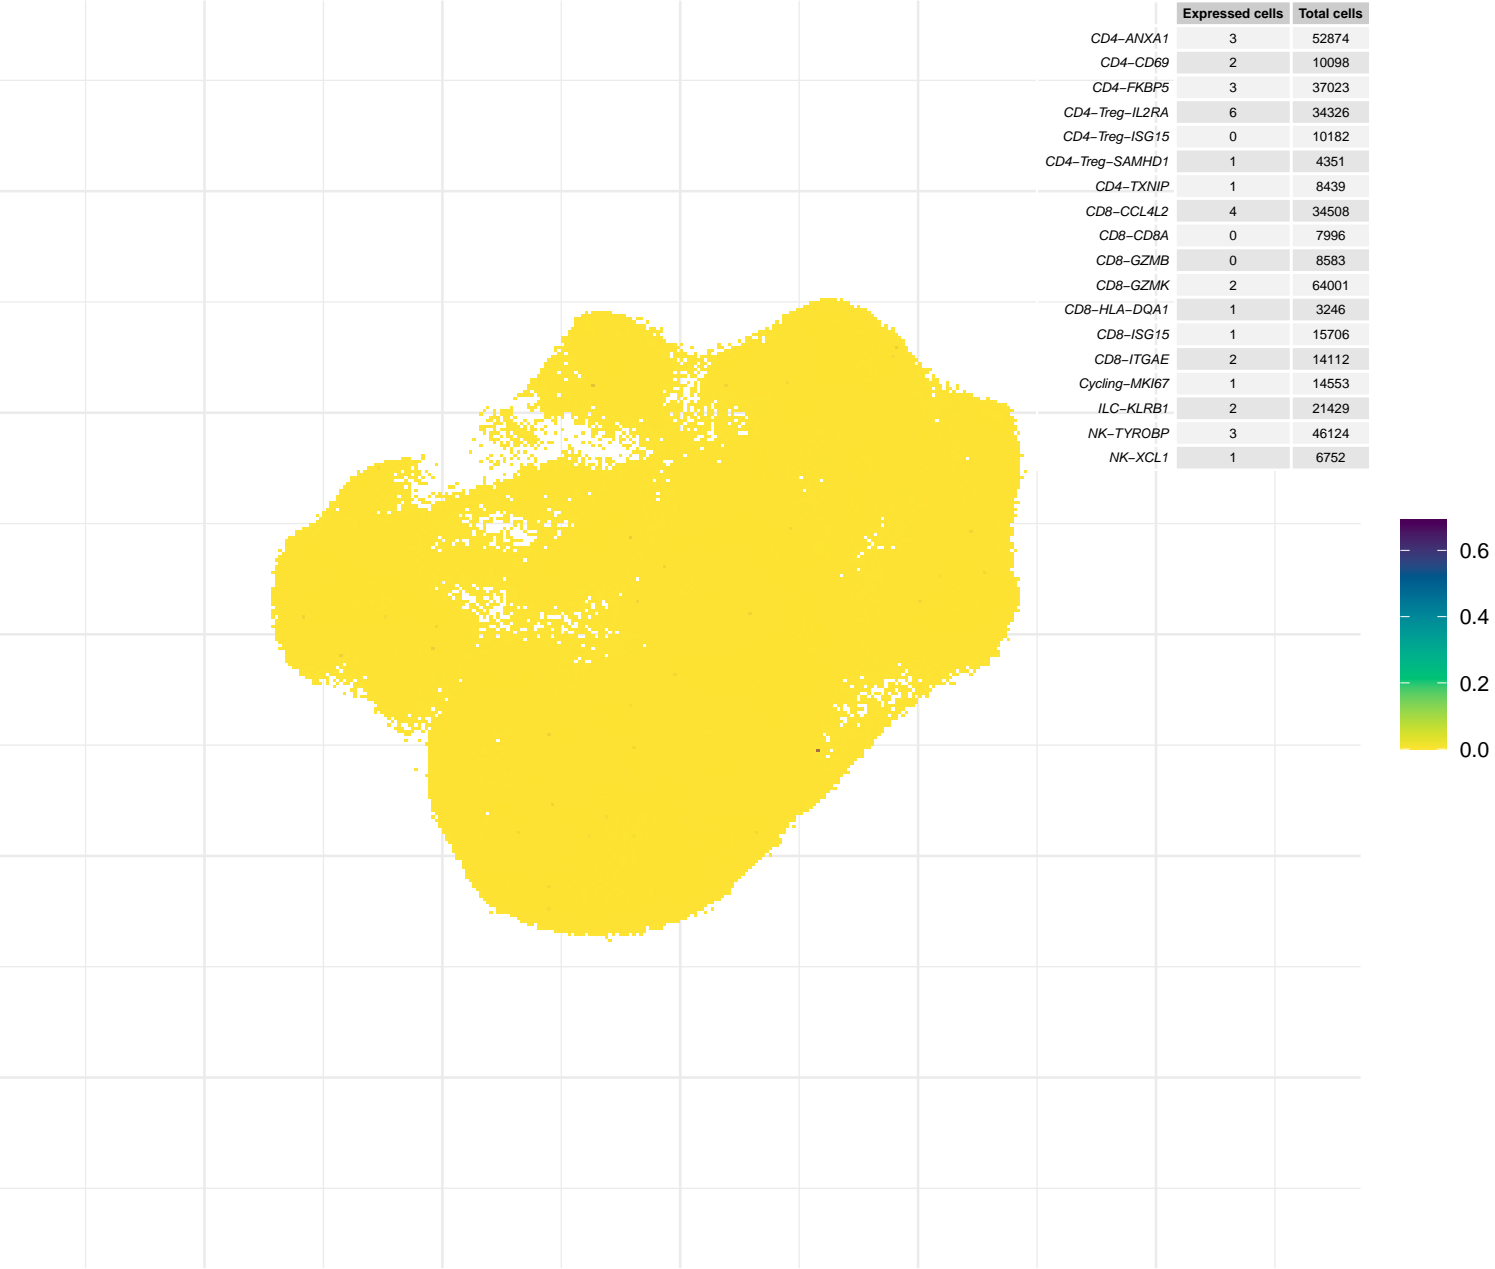 Expressed cells Total cells
CD4−ANXA1 3 52874
CD4−CD69 2 10098
CD4−FKBP5 3 37023
CD4−Treg−IL2RA 6 34326
CD4−Treg−ISG15 0 10182
CD4−Treg−SAMHD1 1 4351
CD4−TXNIP 1 8439
CD8−CCL4L2 4 34508
CD8−CD8A 0 7996
CD8−GZMB 0 8583
CD8−GZMK 2 64001
CD8−HLA−DQA1 1 3246
CD8−ISG15 1 15706
CD8−ITGAE 2 14112
Cycling−MKI67 1 14553
ILC−KLRB1 2 21429
NK−TYROBP 3 46124
NK−XCL1 1 6752
0.6
0.4
0.2
0.0